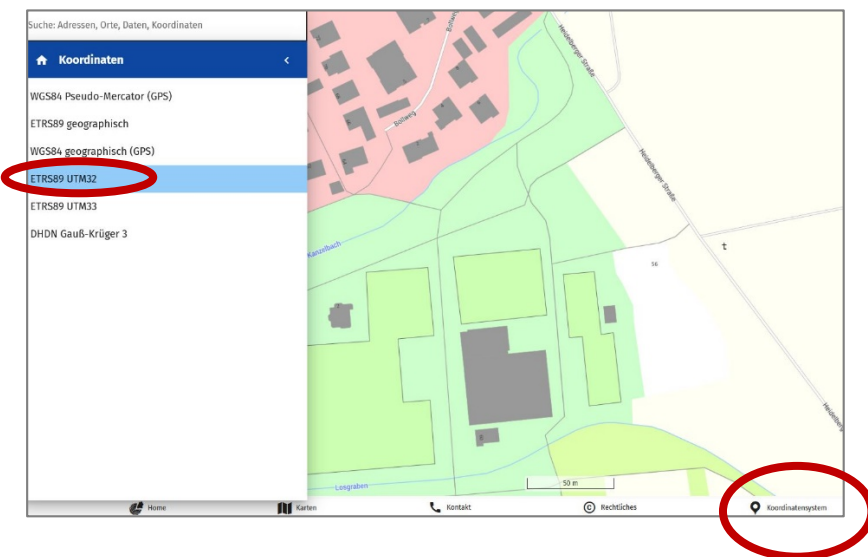 Suche: Adressen, Orte, Daten, Koordinaten
Koordinaten
WGS84 Pseudo-Mercator (GPS)
ETRS89 geographisch
WGS84 geographisch (GPS)
ETRS89 UTM32
ETRS89 UTM33
DHDN Gauß-Krüger 3
Bollweg
Heidelberger Straße
Bollweg
Heidelberger Straße
Kanzelbach
56
Heidelberg
50 m
Losgraben
Home
Karten
Kontakt
Rechtliches
Koordinatensystem